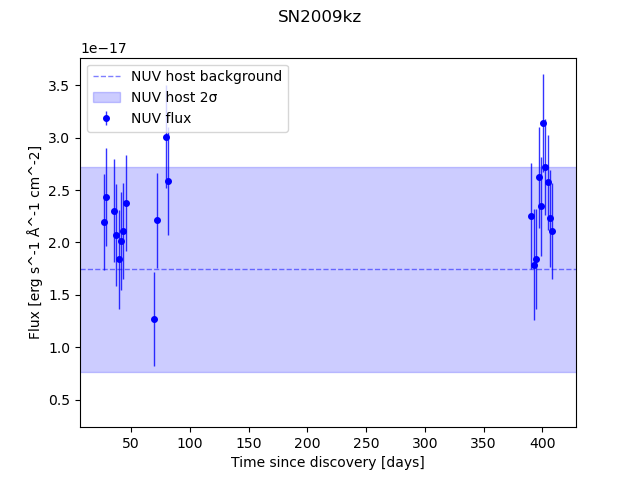 SN2009kz
1e−17
NUV host background
NUV host 2σ
NUV flux
3.5
3.0
2.5
2.0
1.5
1.0
0.5
Flux [erg s^-1 Å^-1 cm^-2]
50
100
150
200
250
300
350
400
Time since discovery [days]